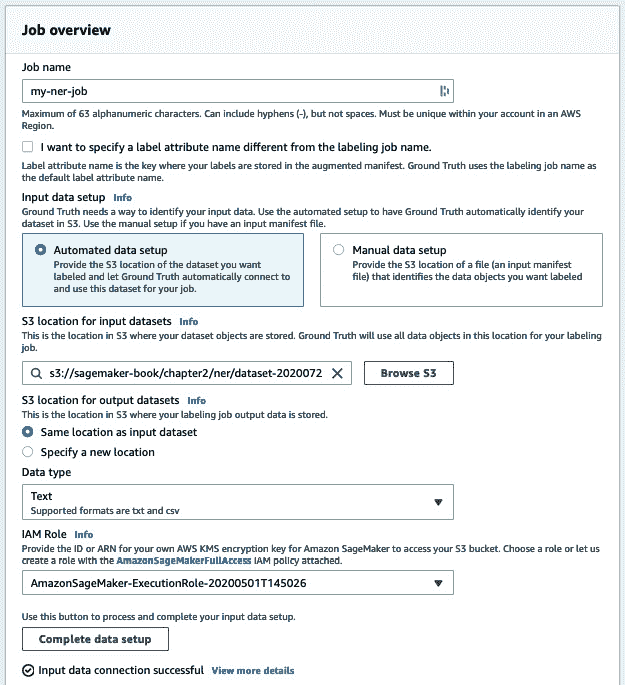 Job overview
Job name
my-ner-job
Maximum of 63 alphanumeric characters. Can include hyphens (-), but not spaces. Must be unique within your account in an AWS
Region.
I want to specify a label attribute name different from the labeling job name.
Label attribute name is the key where your labels are stored in the augmented manifest. Ground Truth uses the labeling job name as
the default label attribute name.
Input data setup Info
Ground Truth needs a way to identify your input data. Use the automated setup to have Ground Truth automatically identify your
dataset in S3. Use the manual setup if you have an input manifest file.
Automated data setup
Provide the S3 location of the dataset you want
labeled and let Ground Truth automatically connect to
and use this dataset for your job.
Manual data setup
Provide the S3 location of a file (an input manifest
file) that identifies the data objects you want labeled
S3 location for input datasets Info
This is the location in S3 where your dataset objects are stored. Ground Truth will use all data objects in this location for your labeling
job.
s3://sagemaker-book/chapter2/ner/dataset-2020072
Browse S3
S3 location for output datasets Info
This is the location in S3 where your labeling job output data is stored.
Same location as input dataset
Specify a new location
Data type
Text
Supported formats are txt and csv
IAM Role Info
Provide the ID or ARN for your own AWS KMS encryption key for Amazon SageMaker to access your S3 bucket. Choose a role or let us
create a role with the AmazonSageMakerFullAccess IAM policy attached.
AmazonSageMaker-ExecutionRole-20200501T145026
Use this button to process and complete your input data setup.
Complete data setup
Input data connection successful View more details